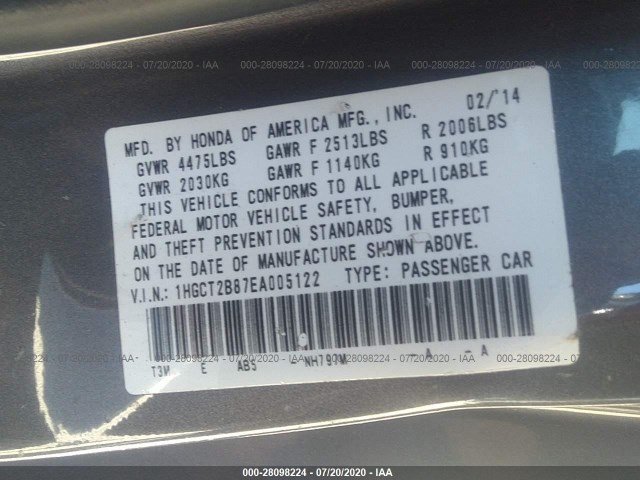 000-28098224 - 07/20/2020 - IAA
MFD. BY HONDA OF AMERICA MFG., INC. 02/'14
GVWR 4475LBS GAWR F 2513LBS R 2006LBS
GVWR 2030KG GAWR F 1140KG R 910KG
THIS VEHICLE CONFORMS TO ALL APPLICABLE
FEDERAL MOTOR VEHICLE SAFETY, BUMPER,
AND THEFT PREVENTION STANDARDS IN EFFECT
ON THE DATE OF MANUFACTURE SHOWN ABOVE.
V.I.N.: 1HGCT2B87EA005122 TYPE: PASSENGER CAR
T3M E AB5 NH797M A - A
000-28098224 - 07/20/2020 - IAA